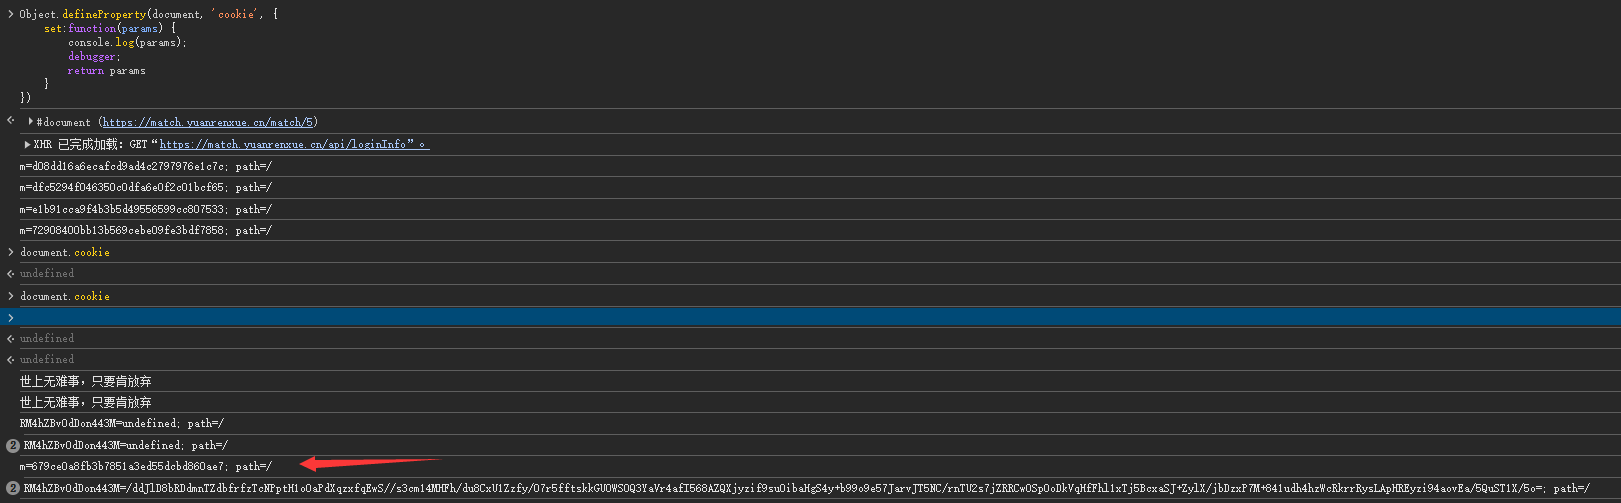 Object.defineProperty(document, 'cookie', {
set:function(params) {
console.log(params);
debugger;
return params
}
})
#document (https://match.yuanrenxue.cn/match/5)
XHR 已完成加载: GET“https://match.yuanrenxue.cn/api/loginInfo”。
m=d08dd16a6ecafcd9ad4c2797976e1c7c; path=/
m=dfc5294f046350c0dfa6e0f2c01bcf65; path=/
m=e1b91cca9f4b3b5d49556599cc807533; path=/
m=72908400bb13b569cebe09fe3bdf7858; path=/
document.cookie
undefined
document.cookie
undefined
undefined
世上无难事，只要肯放弃
世上无难事，只要肯放弃
RM4hZBv0dDon443M=undefined; path=/
2 RM4hZBv0dDon443M=undefined; path=/
m=679ce0a8fb3b7851a3ed55dcbd860ae7; path=/
2 RM4hZBv0dDon443M=/ddJlD8bRDdmnTZdbfrfzTcNPptH1o0aPdXqzxfqEwS//s3cm14MHFh/du8CxU1Zzfy/07r5fftskkGUOWSOQ3YaVr4afI568AZQXjyzif9su0ibaHgS4y+b99o9e57JarvJT5NC/rnTU2s7jZRRCwOSpOoDkVqHfFhl1xTj5BcxaSJ+ZylX/jbDzxP7M+841udh4hzWcRkrrRysLApHREyzi94aovEa/5QuST1X/5o=; path=/